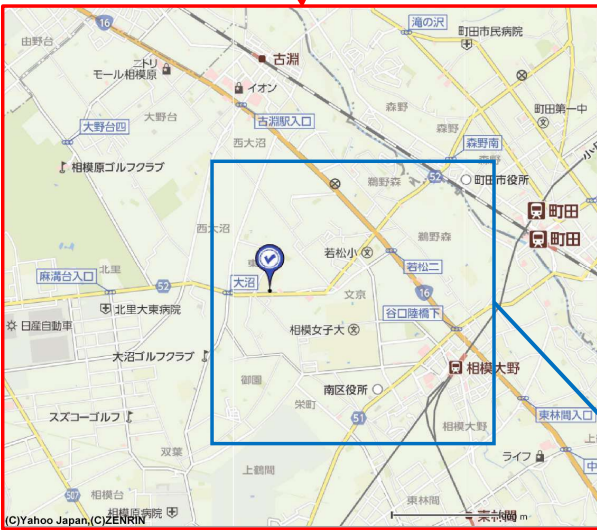 16
滝の沢
町田市民病院
由野台
ニトリ
モール相模原
古淵
イオン
町田第一中
大野台四
大野台
古淵駅入口
森野
森野
森野南
西大沼
相模原ゴルフクラブ
52
町田市役所
鵜野森
町田
西大沼
鵜野森
町田
若松小
北里
麻溝台入口
若松二
52
大沼
文京
16
北里大東病院
谷口陸橋下
日産自動車
相模女子大
大沼ゴルフクラブ
相模大野
御園
南区役所
栄町
スズコーゴルフ
51
東林間入口
相模大野
双葉
上鶴間
ライフ
507
相模台
東林間
相模原病院
東林間
(C)Yahoo Japan,(C)ZENRIN